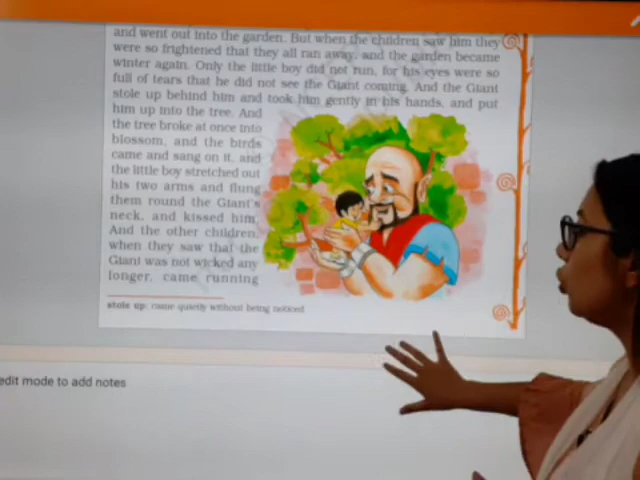 and went out into the garden. But when the children saw him they
were so frightened that they all ran away, and the garden became
winter again. Only the little boy did not run, for his eyes were so
full of tears that he did not see the Giant coming. And the Giant
stole up behind him and took him gently in his hands, and put
him up into the tree. And
the tree broke at once into
blossom, and the birds
came and sang on it, and
the little boy stretched out
his two arms and flung
them round the Giant's
neck, and kissed him.
And the other children,
when they saw that the
Giant was not wicked any
longer, came running
stole up: came quietly without being noticed
edit mode to add notes